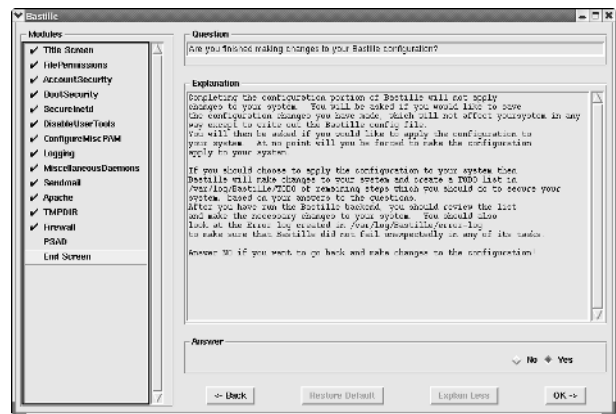 Bastille
Modules
Title Screen
FilePermissions
AccountSecurity
BootSecurity
SecureInetd
DisableUserTools
ConfigureMiscPAM
Logging
MiscellaneousDaemons
Sendmail
Apache
TMPDIR
Firewall
PSAD
End Screen
Question
Are you finished making changes to your Bastille configuration?
Explanation
Completing the configuration portion of Bastille will not apply
changes to your system. You will be asked if you would like to save
the configuration changes you have made, which will not affect yoursystem in any
way except to write out the Bastille config file.
You will then be asked if you would like to apply the configuration to
your system. At no point will you be forced to make the configuration
apply to your system
If you should choose to apply the configuration to your system then
Bastille will make changes to your system and create a TODO list in
/var/log/Bastille/TODO of remaining steps which you should do to secure your
system, based on your answers to the questions.
After you have run the Bastille backend, you should review the list
and make the necessary changes to your system. You should also
look at the Error log created in /var/log/Bastille/error-log
to make sure that Bastille did not fail unexpectedly in any of its tasks.
Answer NO if you want to go back and make changes to the configuration!
Answer
No Yes
<- Back Restore Default Explain Less OK ->